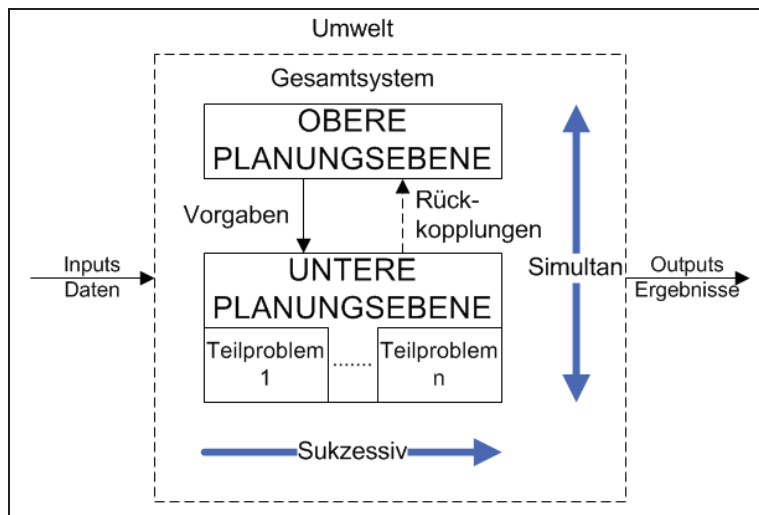 Umwelt
Gesamtsystem
OBERE
PLANUNGSEBENE
Vorgaben
Rück-
kopplungen
Inputs
Daten
UNTERE
PLANUNGSEBENE
Simultan
Outputs
Ergebnisse
Teilproblem
1
.......
Teilproblem
n
Sukzessiv